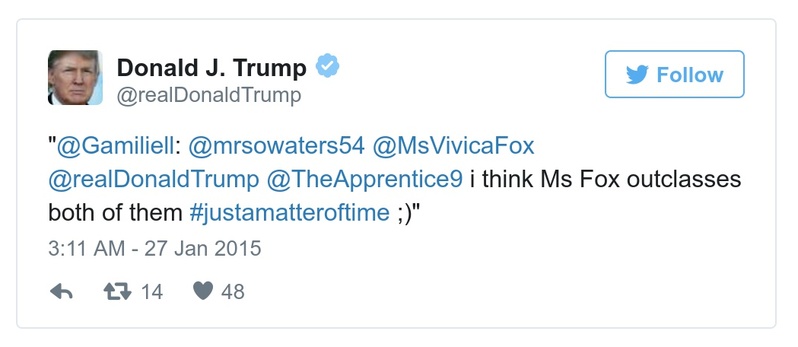 Donald J. Trump
@realDonaldTrump
Follow
"@Gamiliell: @mrsowaters54 @MsVivicaFox
@realDonaldTrump @TheApprentice9 i think Ms Fox outclasses
both of them #justamatteroftime ;)"
3:11 AM - 27 Jan 2015
14 48